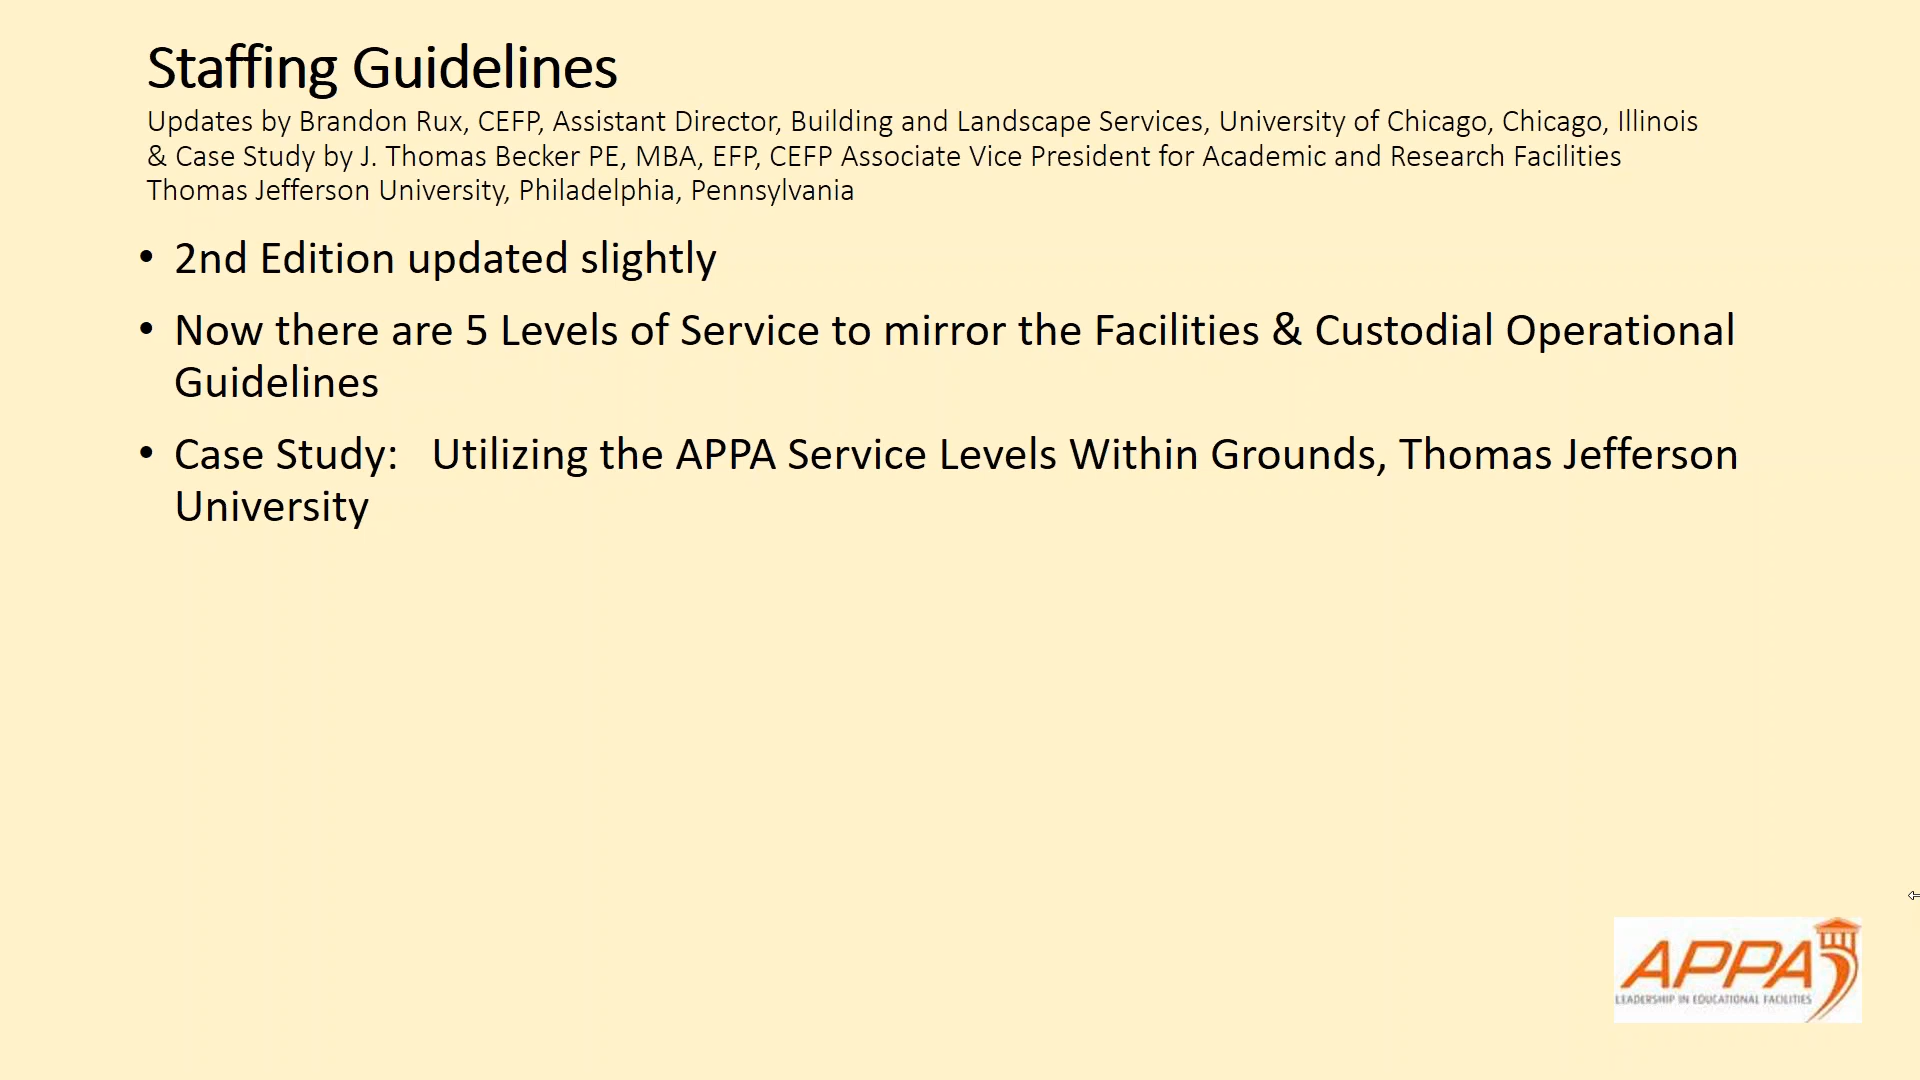 Staffing Guidelines
Updates by Brandon Rux, CEFP, Assistant Director, Building and Landscape Services, University of Chicago, Chicago, Illinois
& Case Study by J. Thomas Becker PE, MBA, EFP, CEFP Associate Vice President for Academic and Research Facilities
Thomas Jefferson University, Philadelphia, Pennsylvania
• 2nd Edition updated slightly
• Now there are 5 Levels of Service to mirror the Facilities & Custodial Operational
Guidelines
• Case Study:   Utilizing the APPA Service Levels Within Grounds, Thomas Jefferson
University
APPA
LEADERSHIP IN EDUCATIONAL FACILITIES